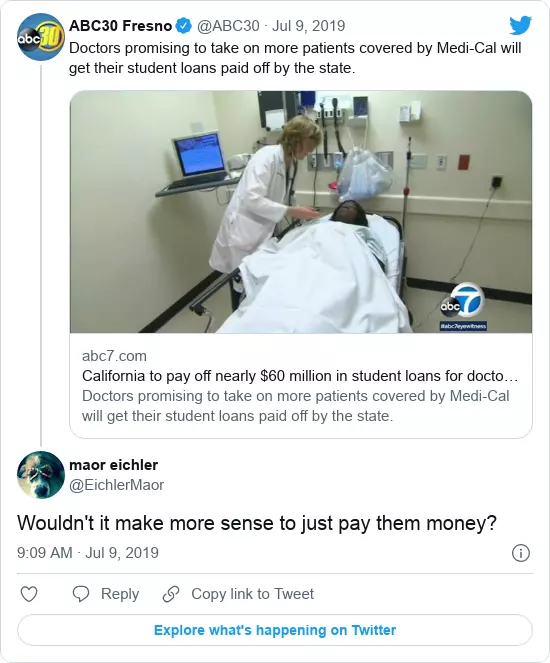 ABC30 Fresno @ABC30 · Jul 9, 2019
Doctors promising to take on more patients covered by Medi-Cal will
get their student loans paid off by the state.
abc 30
abc 7
#abc7eyewitness
abc7.com
California to pay off nearly $60 million in student loans for docto…
Doctors promising to take on more patients covered by Medi-Cal
will get their student loans paid off by the state.
maor eichler
@EichlerMaor
Wouldn't it make more sense to just pay them money?
9:09 AM · Jul 9, 2019
Reply
Copy link to Tweet
Explore what's happening on Twitter